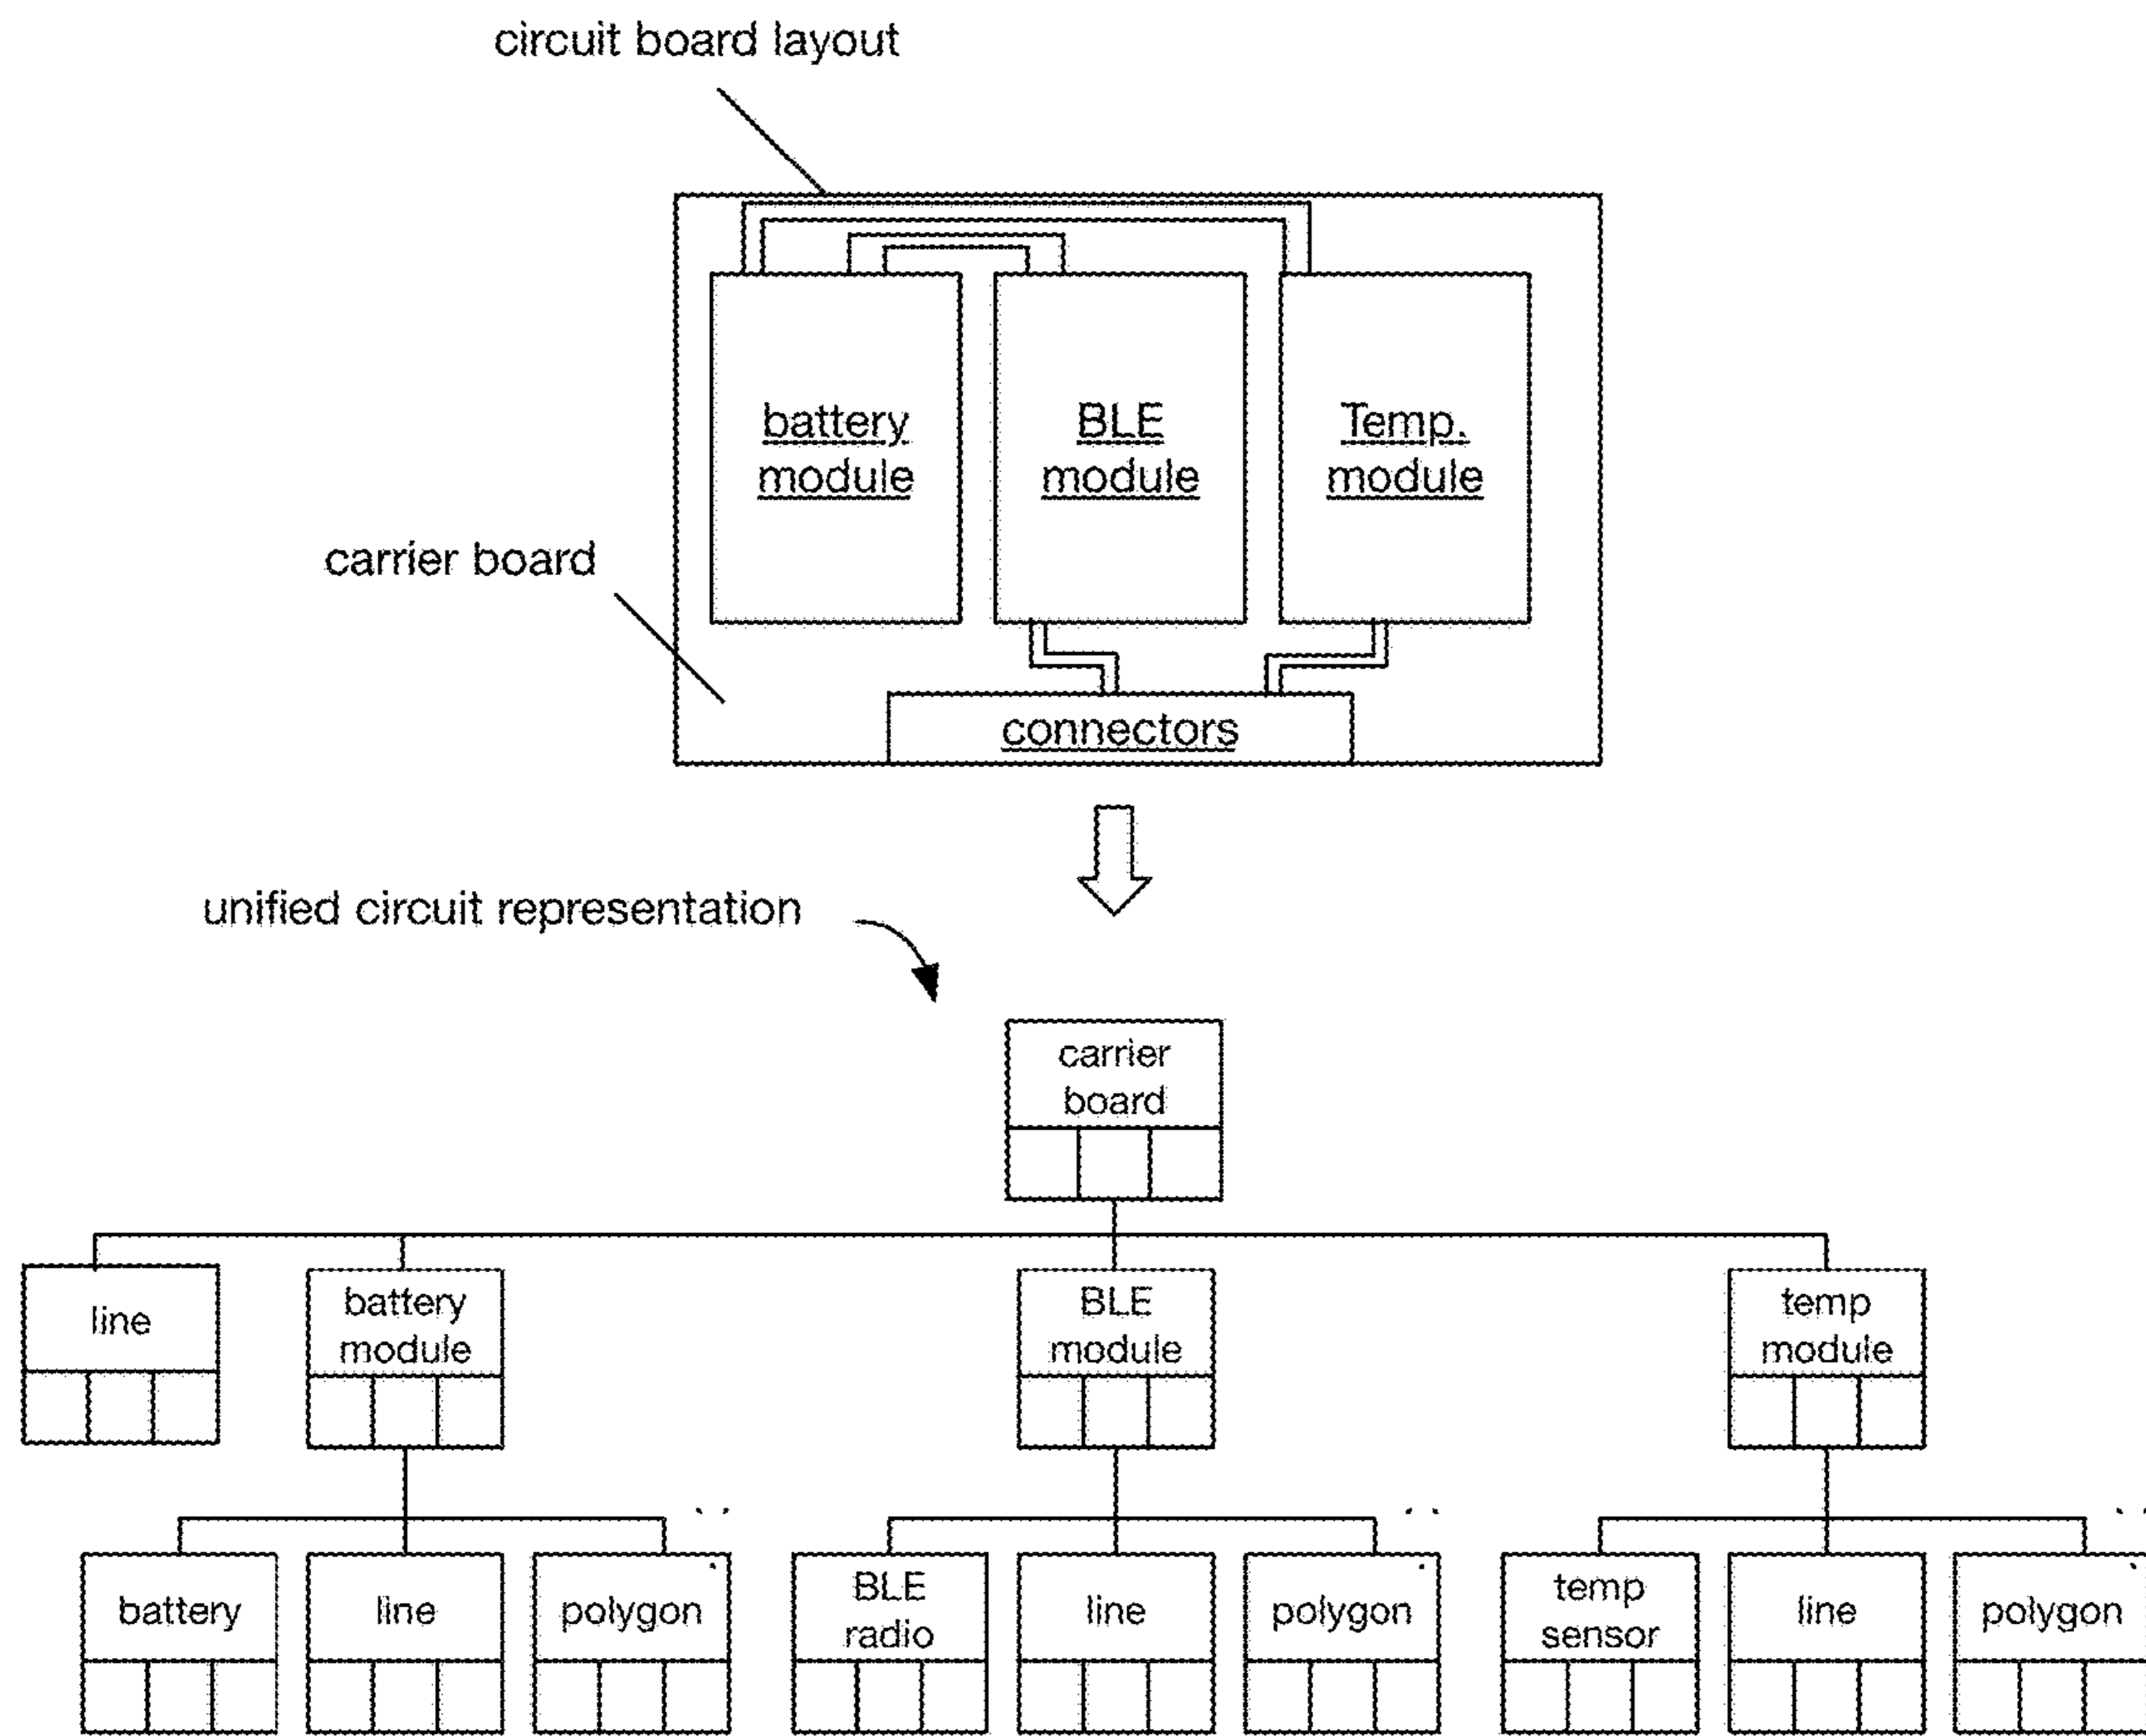 circuit board layout
battery
module
BLE
module
Temp.
module
carrier board
connectors
unified circuit representation
carrier
board
line
battery
module
BLE
module
temp
module
battery
line
polygon
BLE
radio
line
polygon
temp
sensor
line
polygon